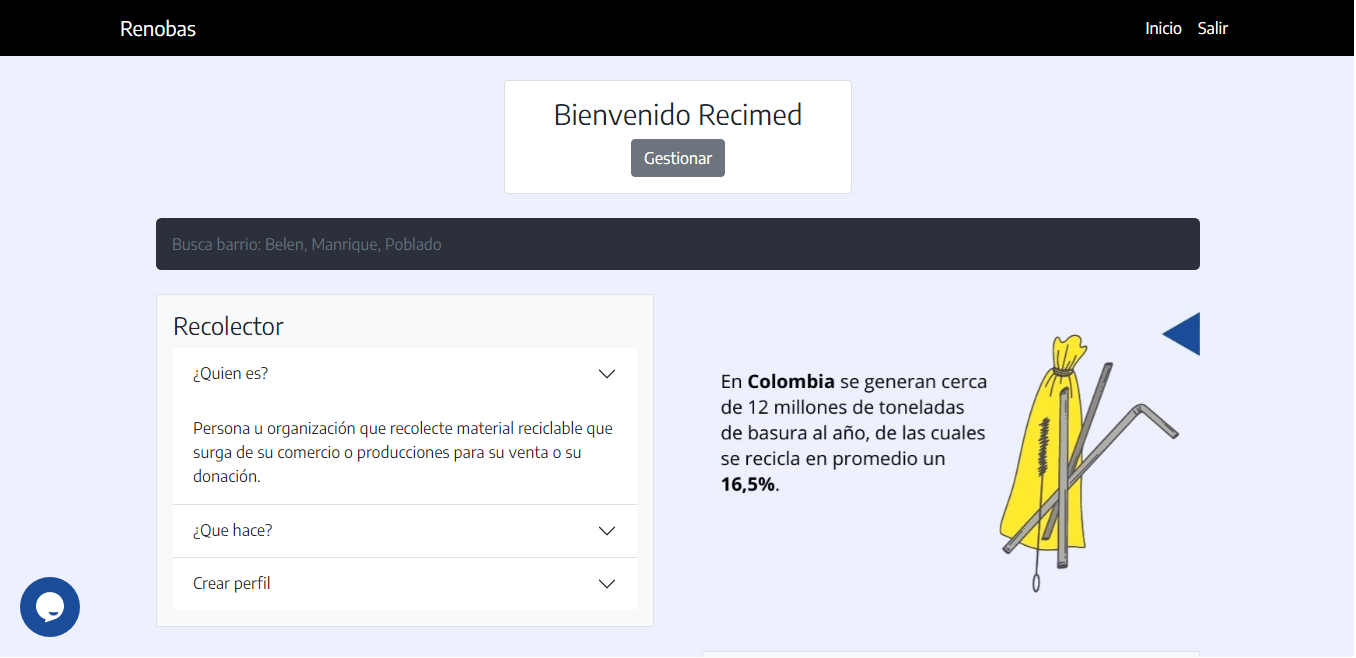 Renobas
Inicio
Salir
Bienvenido Recimed
Gestionar
Busca barrio: Belen, Manrique, Poblado
Recolector
¿Quien es?
Persona u organización que recolecte material reciclable que
surga de su comercio o producciones para su venta o su
donación.
¿Que hace?
Crear perfil
En Colombia se generan cerca
de 12 millones de toneladas
de basura al año, de las cuales
se recicla en promedio un
16,5%.